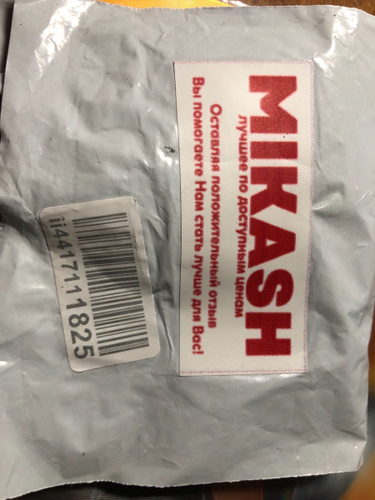 MIKASH
лучшее по доступным ценам
Оставляя положительный отзыв
Вы помогаете Нам стать лучше для Вас!
ii4417111825